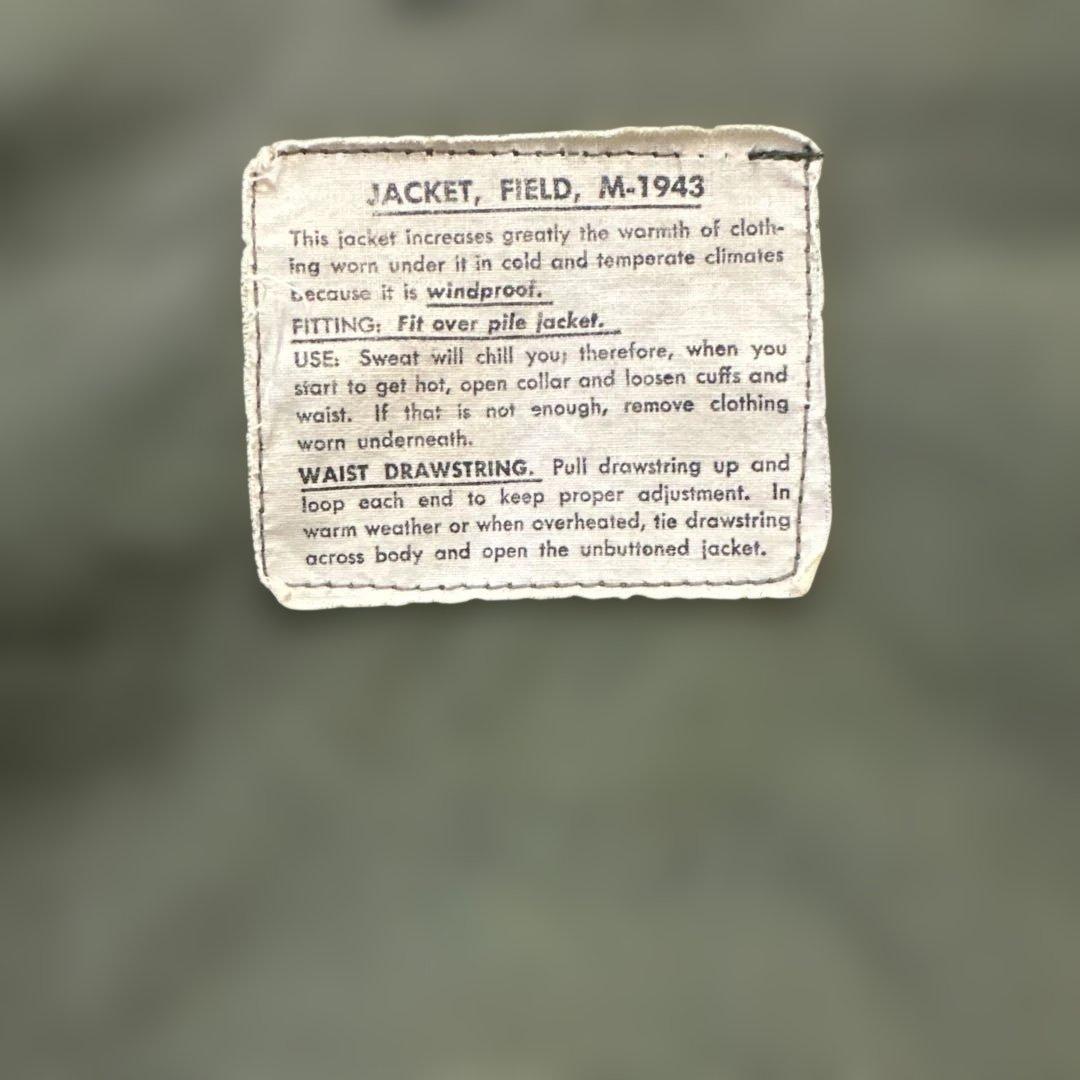 JACKET, FIELD, M-1943
This jacket increases greatly the warmth of cloth-
ing worn under it in cold and temperate climates
because it is windproof.
FITTING: Fit over pile jacket.
USE: Sweat will chill you; therefore, when you
start to get hot, open collar and loosen cuffs and
waist. If that is not enough, remove clothing
worn underneath.
WAIST DRAWSTRING. Pull drawstring up and
loop each end to keep proper adjustment. In
warm weather or when overheated, tie drawstring
across body and open the unbuttoned jacket.